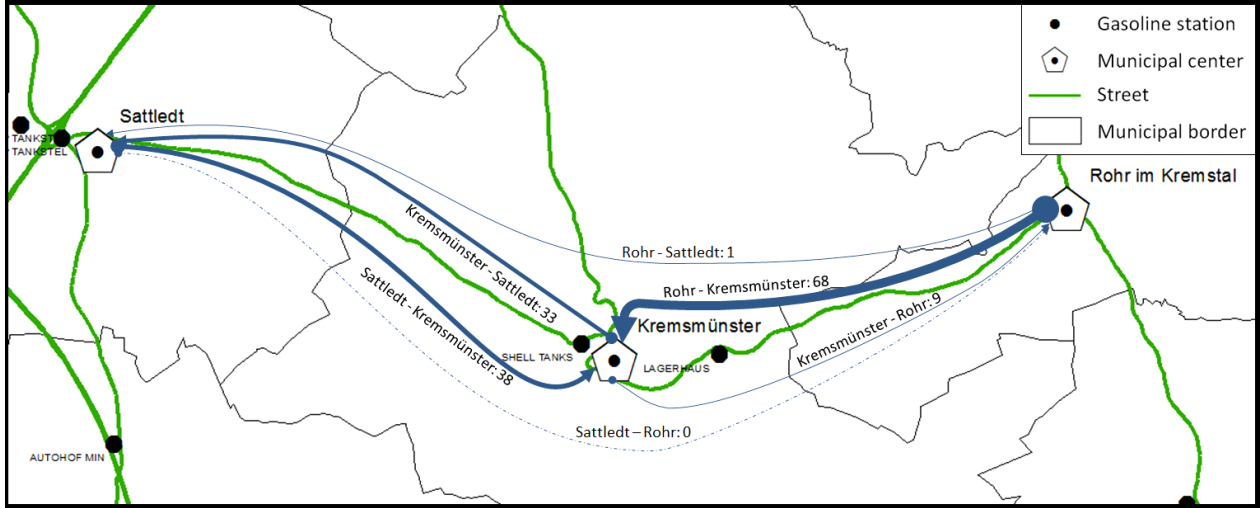 Gasoline station
Municipal center
Street
Municipal border
Sattledt
TANKST
TANKSTEL
Rohr im Kremstal
Kremsmünster - Sattledt: 33
Rohr - Sattledt: 1
Rohr - Kremsmünster: 68
Sattledt - Kremsmünster: 38
Kremsmünster - Rohr: 9
Kremsmünster
SHELL TANKS
LAGERHAUS
Sattledt – Rohr: 0
AUTOHOF MIN